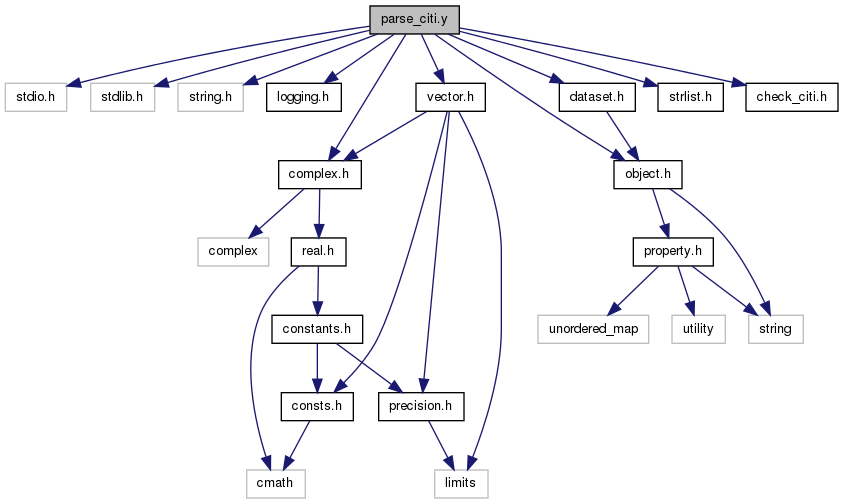 parse_citi.y
stdio.h
stdlib.h
string.h
logging.h
vector.h
dataset.h
strlist.h
check_citi.h
complex.h
object.h
complex
real.h
property.h
constants.h
unordered_map
utility
string
consts.h
precision.h
cmath
limits